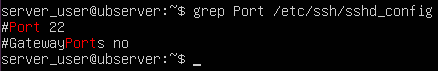 server_user@ubserver:~$ grep Port /etc/ssh/sshd_config
#Port 22
#GatewayPorts no
server_user@ubserver:~$ _